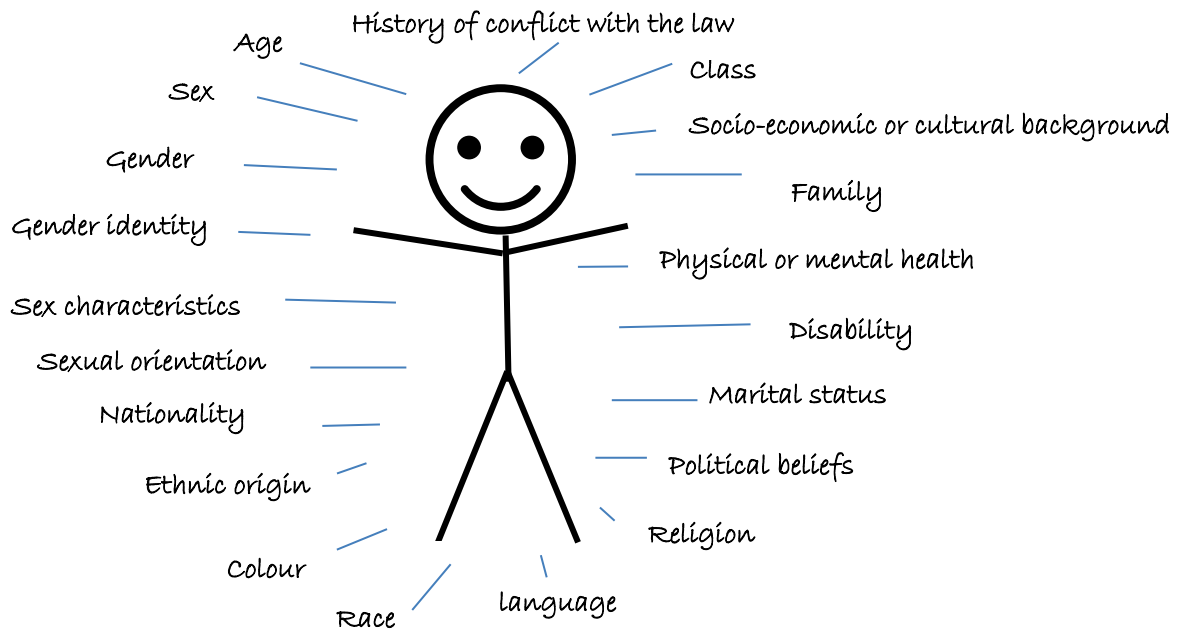 History of conflict with the law
Age
Class
Sex
Socio-economic or cultural background
Gender
Family
Gender identity
Physical or mental health
Sex characteristics
Disability
Sexual orientation
Marital status
Nationality
Political beliefs
Ethnic origin
Religion
Colour
language
Race